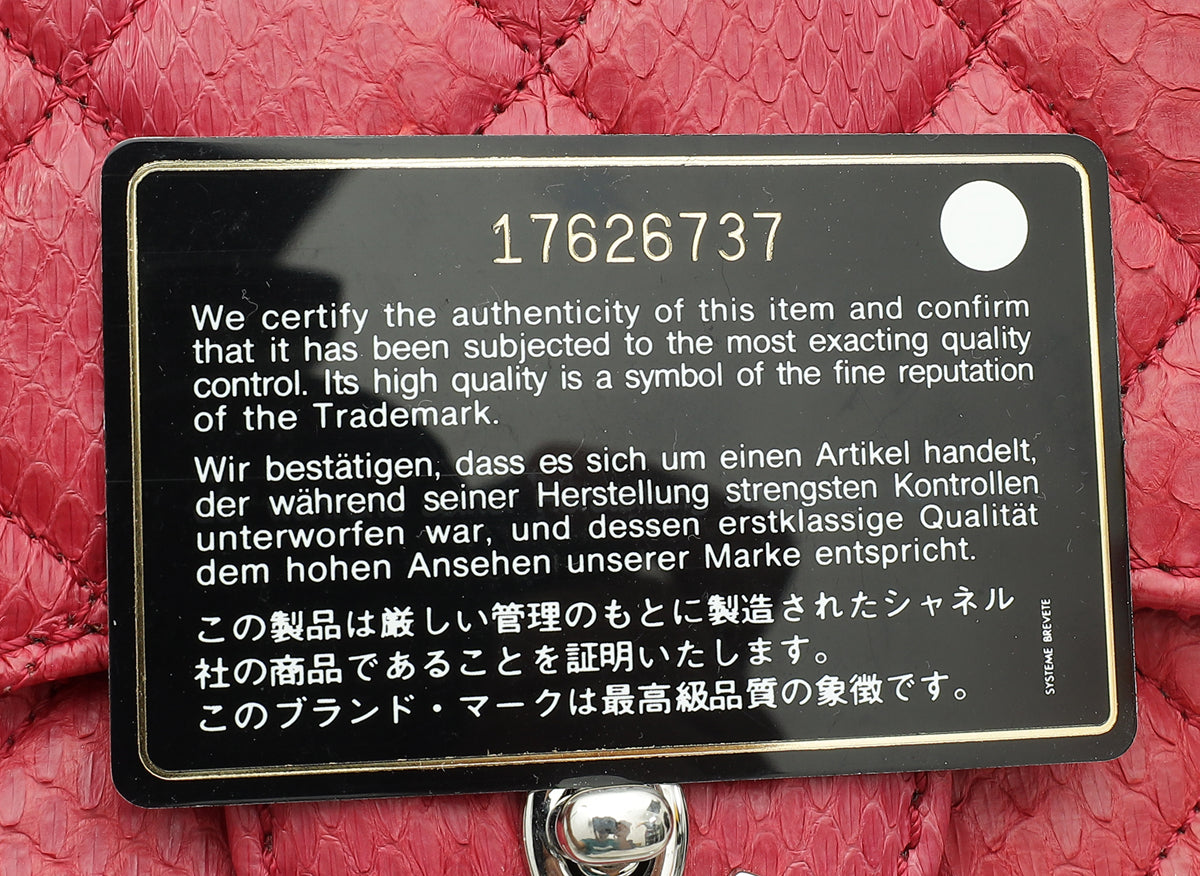 17626737
We certify the authenticity of this item and confirm
that it has been subjected to the most exacting quality
control. Its high quality is a symbol of the fine reputation
of the Trademark.
Wir bestätigen, dass es sich um einen Artikel handelt,
der während seiner Herstellung strengsten Kontrollen
unterworfen war, und dessen erstklassige Qualität
dem hohen Ansehen unserer Marke entspricht.
この製品は厳しい管理のもとに製造されたシャネル
社の商品であることを証明いたします。
このブランド・マークは最高級品質の象徴です。
SYSTEME BREVETE